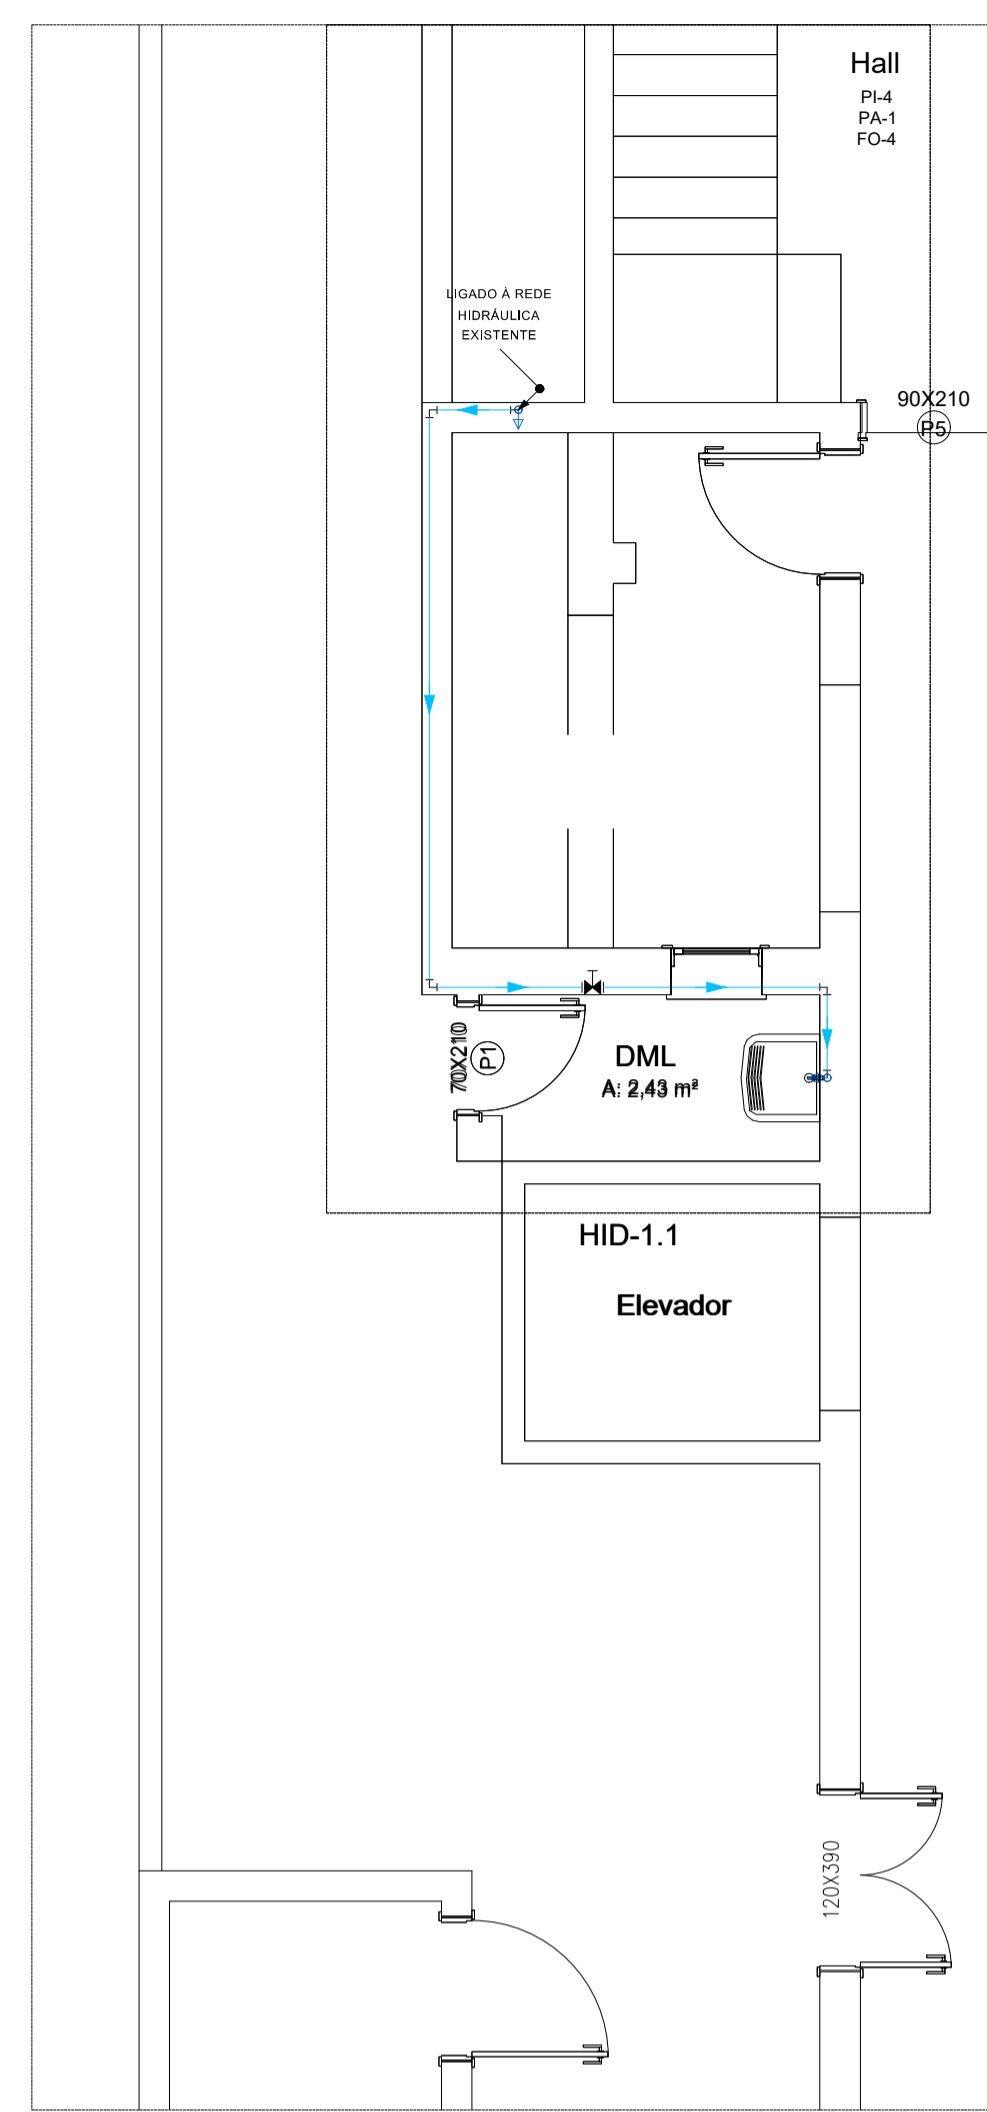 Hall
PI-4
PA-1
FO-4
LIGADO À REDE
HIDRÁULICA
EXISTENTE
90X210
P5
70X210
P1
DML
A: 2,43 m²
HID-1.1
Elevador
120X390